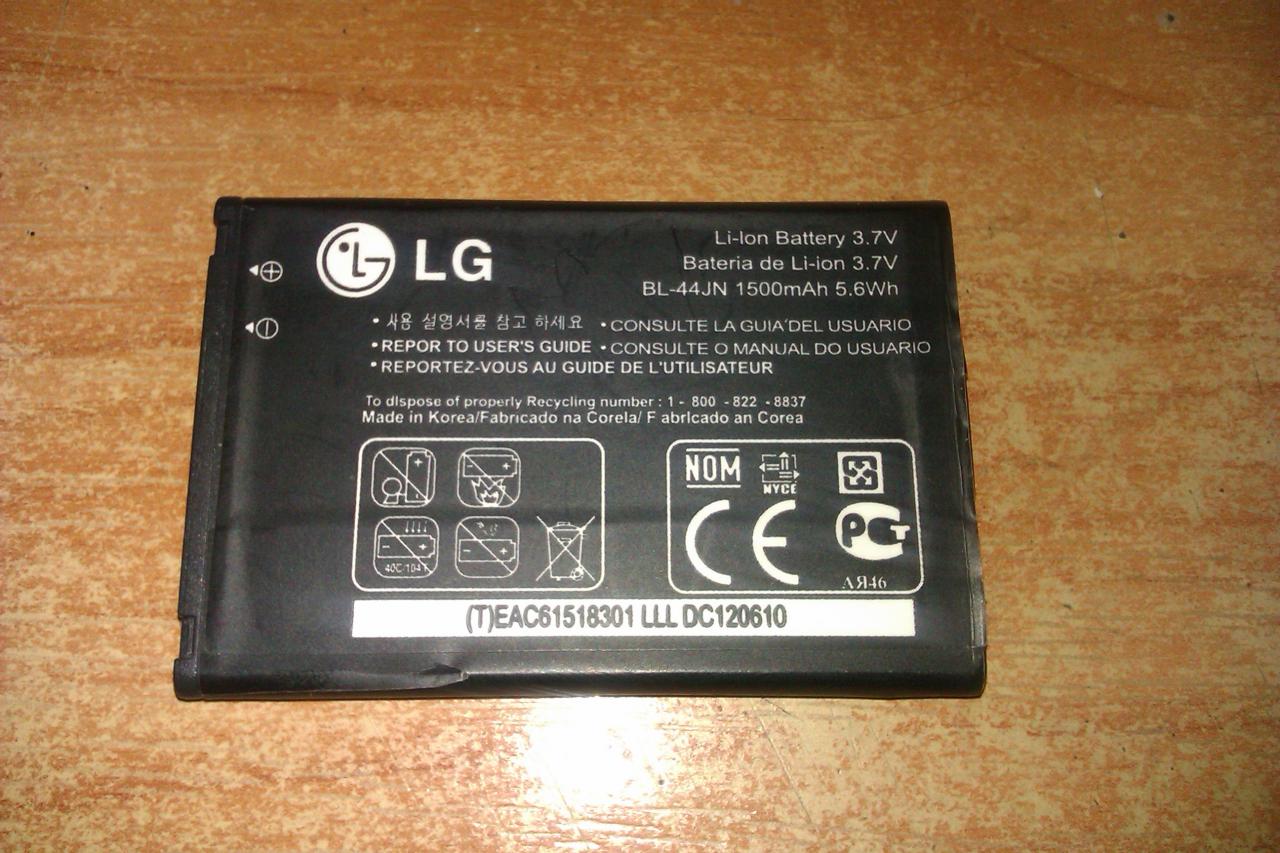 LG
Li-Ion Battery 3.7V
Bateria de Li-ion 3.7V
BL-44JN 1500mAh 5.6Wh
• 사용 설명서를 참고 하세요 • CONSULTE LA GUIA'DEL USUARIO
• REPOR TO USER'S GUIDE • CONSULTE O MANUAL DO USUARIO
• REPORTEZ-VOUS AU GUIDE DE L'UTILISATEUR
To dispose of properly Recycling number : 1 - 800 - 822 - 8837
Made in Korea/Fabricado na Corela/ F abricado an Corea
NOM NYCE
CE PCT
40C/104 F
AЯ46
(T)EAC61518301 LLL DC120610